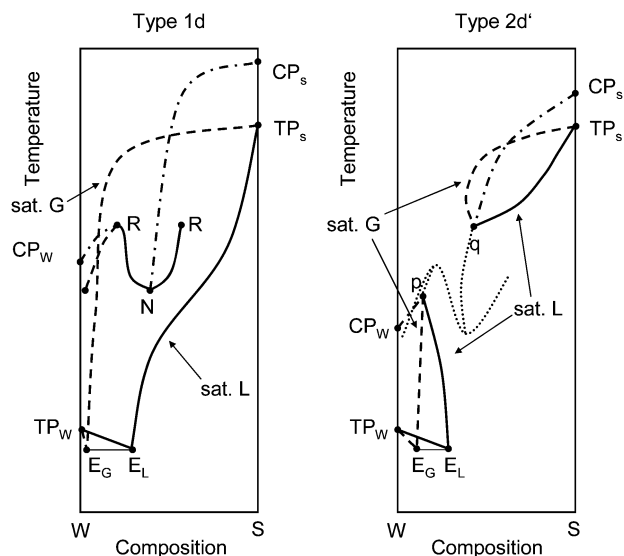 Type 1d
Type 2d‘
Temperature
CPs
TPs
sat. G
R
R
CPW
N
sat. L
TPW
EG
EL
W
S
Composition
Temperature
CPs
TPs
sat. G
q
p
sat. L
CPW
TPW
EG
EL
W
S
Composition